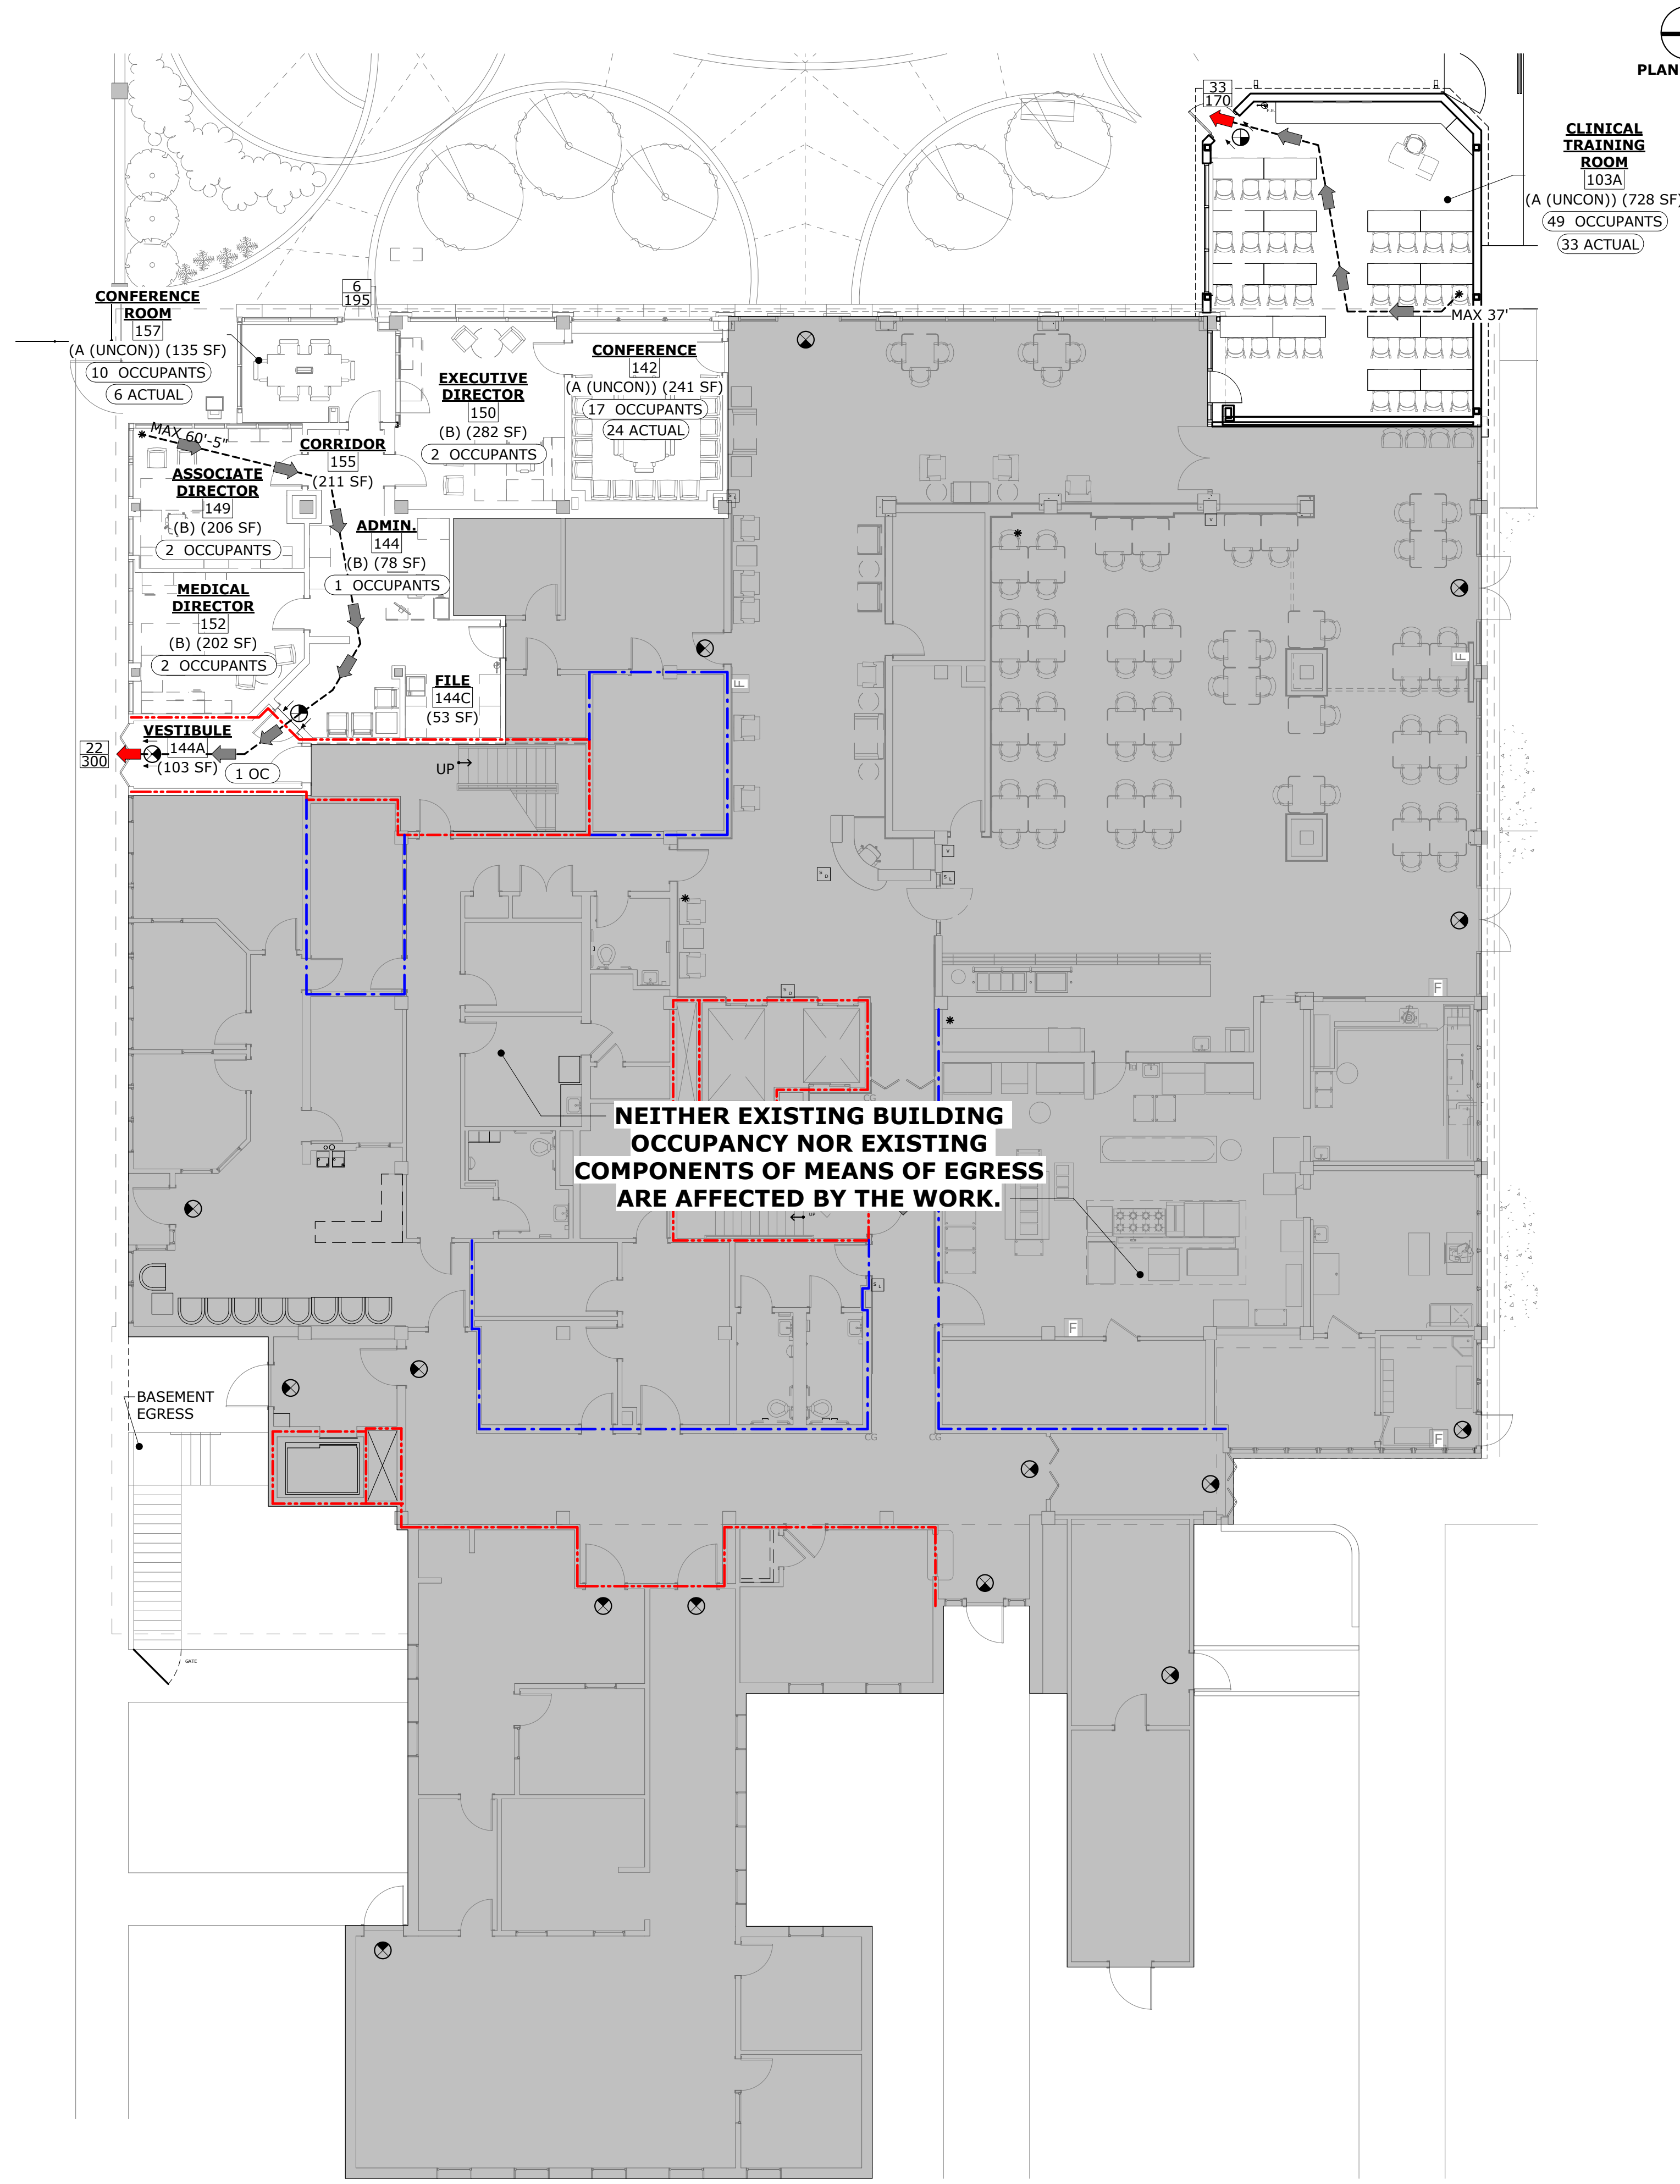 PLAN
33
170
CLINICAL
TRAINING
ROOM
103A
(A (UNCON)) (728 SF)
49 OCCUPANTS
33 ACTUAL
MAX 37'
6
195
CONFERENCE
ROOM
157
(A (UNCON)) (135 SF)
10 OCCUPANTS
6 ACTUAL
EXECUTIVE
DIRECTOR
150
(B) (282 SF)
2 OCCUPANTS
CONFERENCE
142
(A (UNCON)) (241 SF)
17 OCCUPANTS
24 ACTUAL
MAX 60'-5"
CORRIDOR
155
(211 SF)
ASSOCIATE
DIRECTOR
149
(B) (206 SF)
2 OCCUPANTS
ADMIN.
144
(B) (78 SF)
1 OCCUPANTS
MEDICAL
DIRECTOR
152
(B) (202 SF)
2 OCCUPANTS
FILE
144C
(53 SF)
VESTIBULE
144A
(103 SF)
1 OC
22
300
UP
F
F
V
V
S L
S L
S D
S D
F
CG
NEITHER EXISTING BUILDING
OCCUPANCY NOR EXISTING
COMPONENTS OF MEANS OF EGRESS
ARE AFFECTED BY THE WORK.
UP
S L
F
F
CG
CG
BASEMENT
EGRESS
GATE